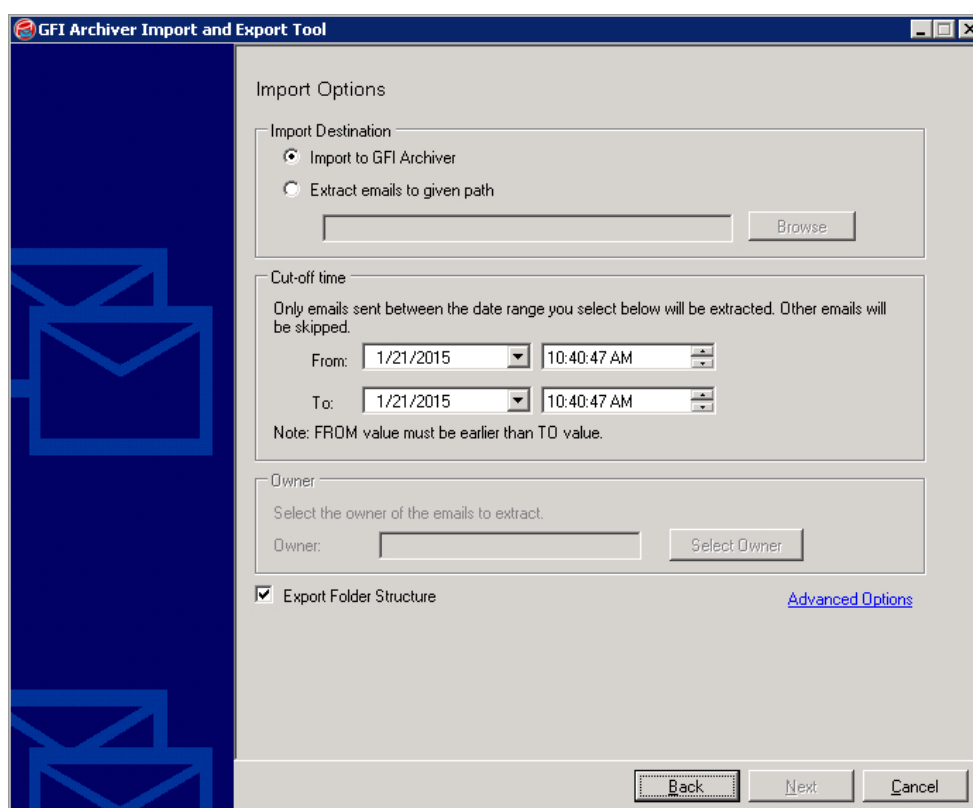 GFI Archiver Import and Export Tool
Import Options
Import Destination
Import to GFI Archiver
Extract emails to given path
Browse
Cut-off time
Only emails sent between the date range you select below will be extracted. Other emails will
be skipped.
From: 1/21/2015 10:40:47 AM
To: 1/21/2015 10:40:47 AM
Note: FROM value must be earlier than TO value.
Owner
Select the owner of the emails to extract.
Owner: Select Owner
Export Folder Structure Advanced Options
Back Next Cancel